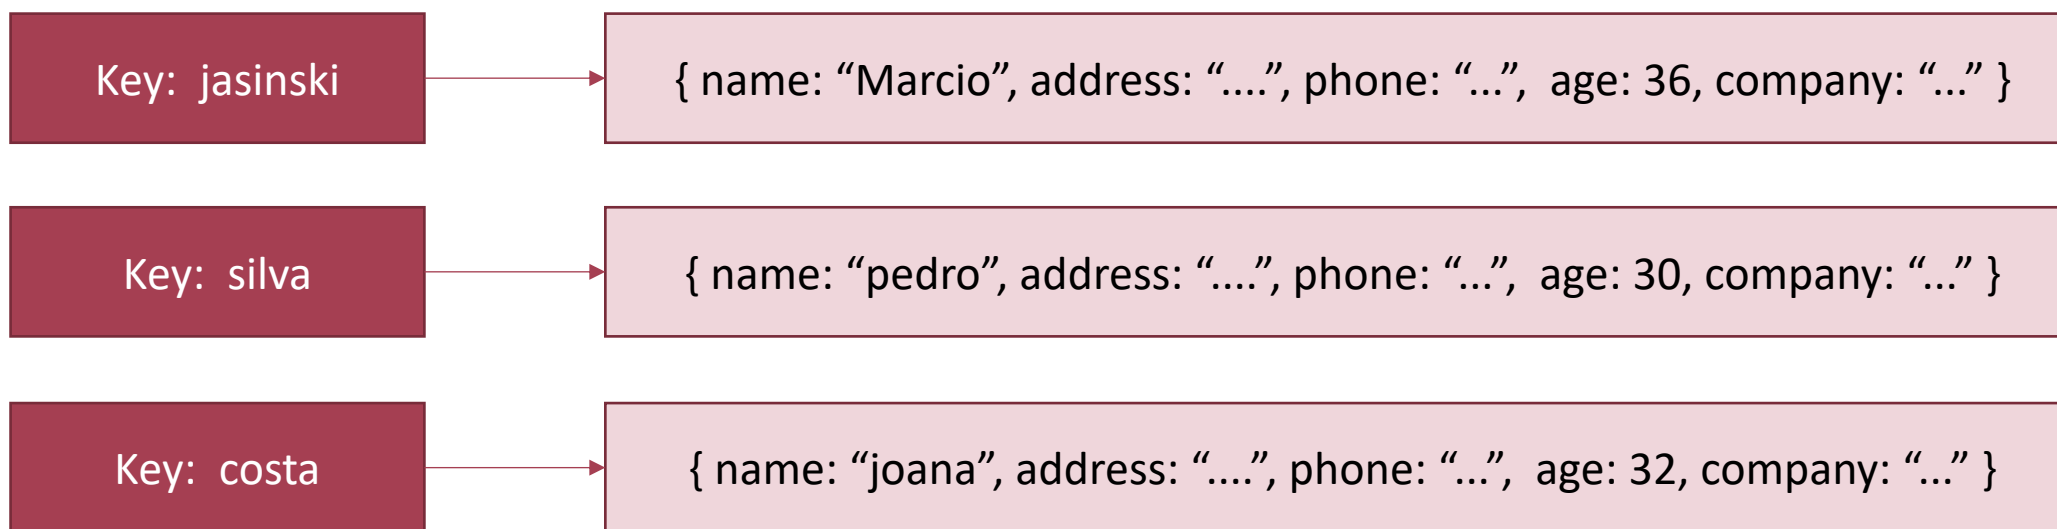 Key: jasinski
{ name: “Marcio”, address: “....”, phone: “...”, age: 36, company: “...” }
Key: silva
{ name: “pedro”, address: “....”, phone: “...”, age: 30, company: “...” }
Key: costa
{ name: “joana”, address: “....”, phone: “...”, age: 32, company: “...” }